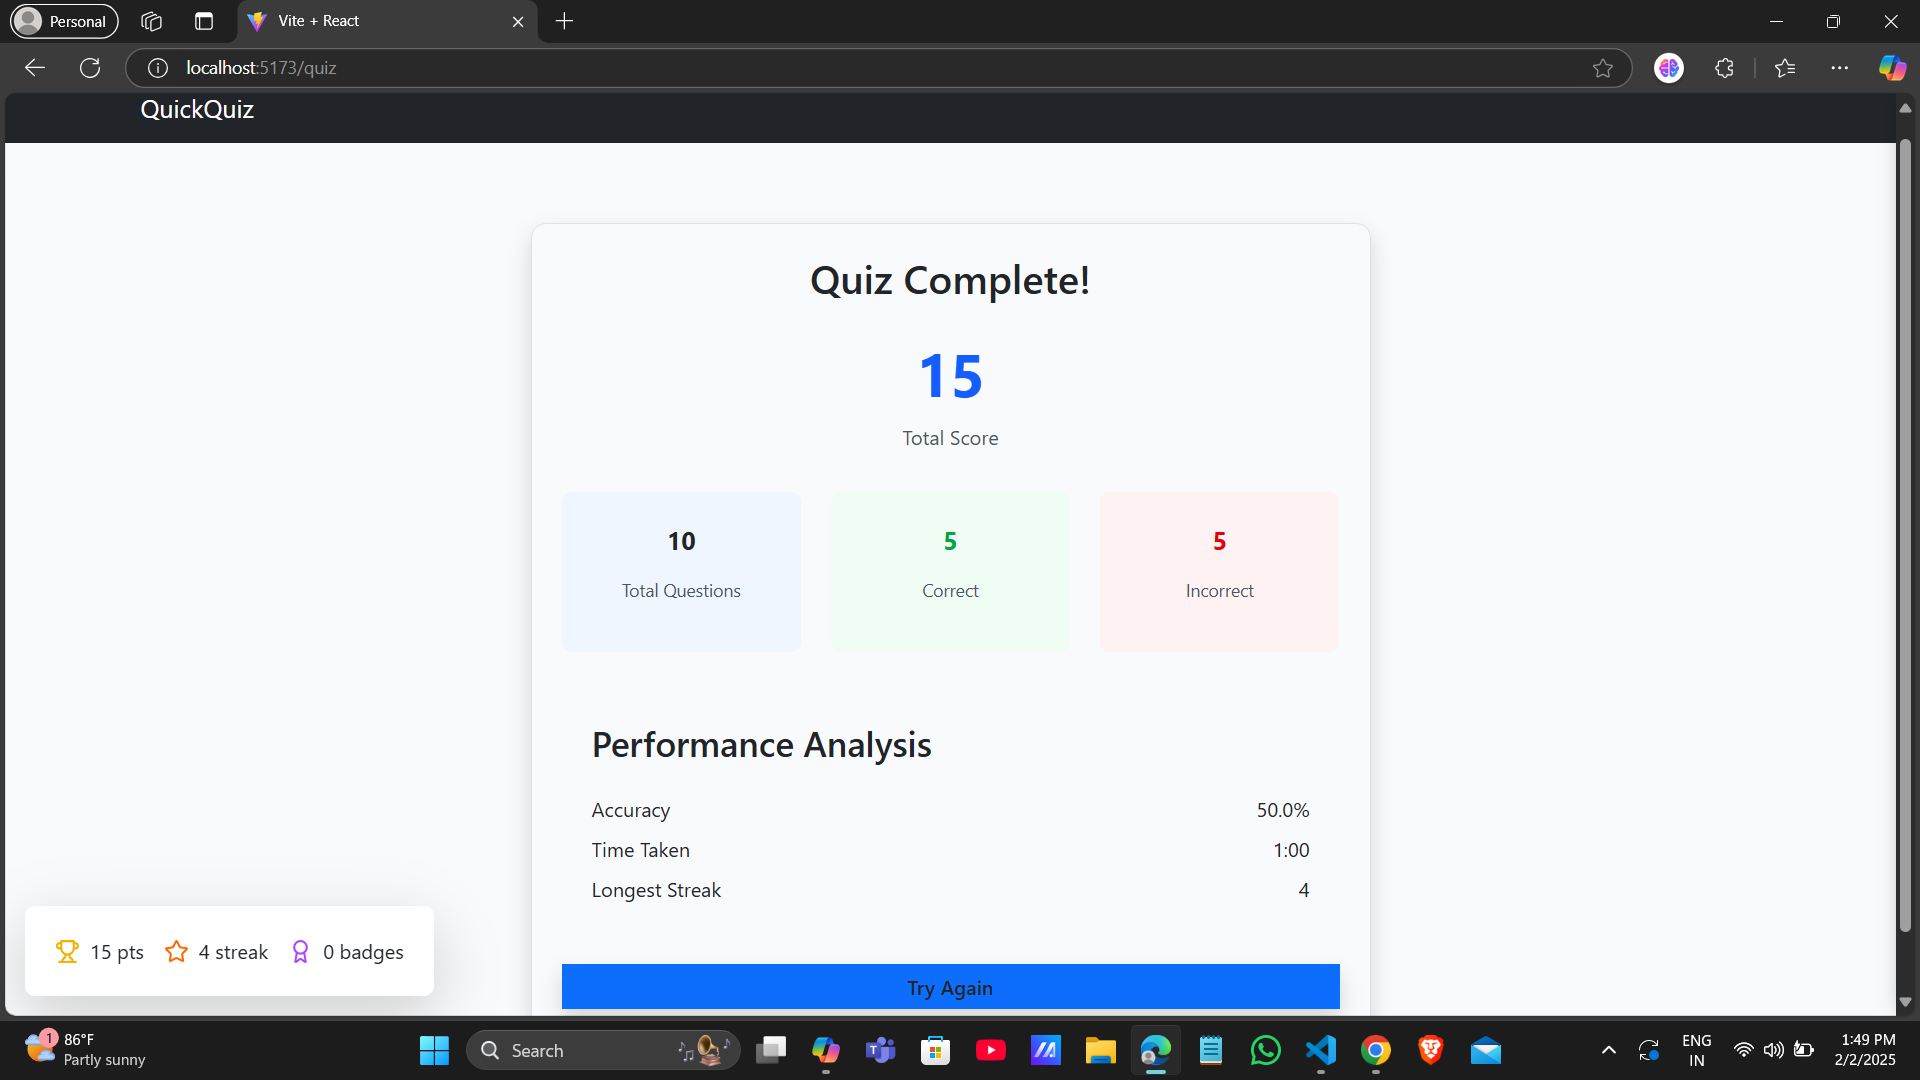 Personal
Vite + React
localhost:5173/quiz
QuickQuiz
Quiz Complete!
15
Total Score
10
Total Questions
5
Correct
5
Incorrect
Performance Analysis
Accuracy 50.0%
Time Taken 1:00
Longest Streak 4
15 pts 4 streak 0 badges
Try Again
1
86°F
Partly sunny
Search
ENG
IN
1:49 PM
2/2/2025